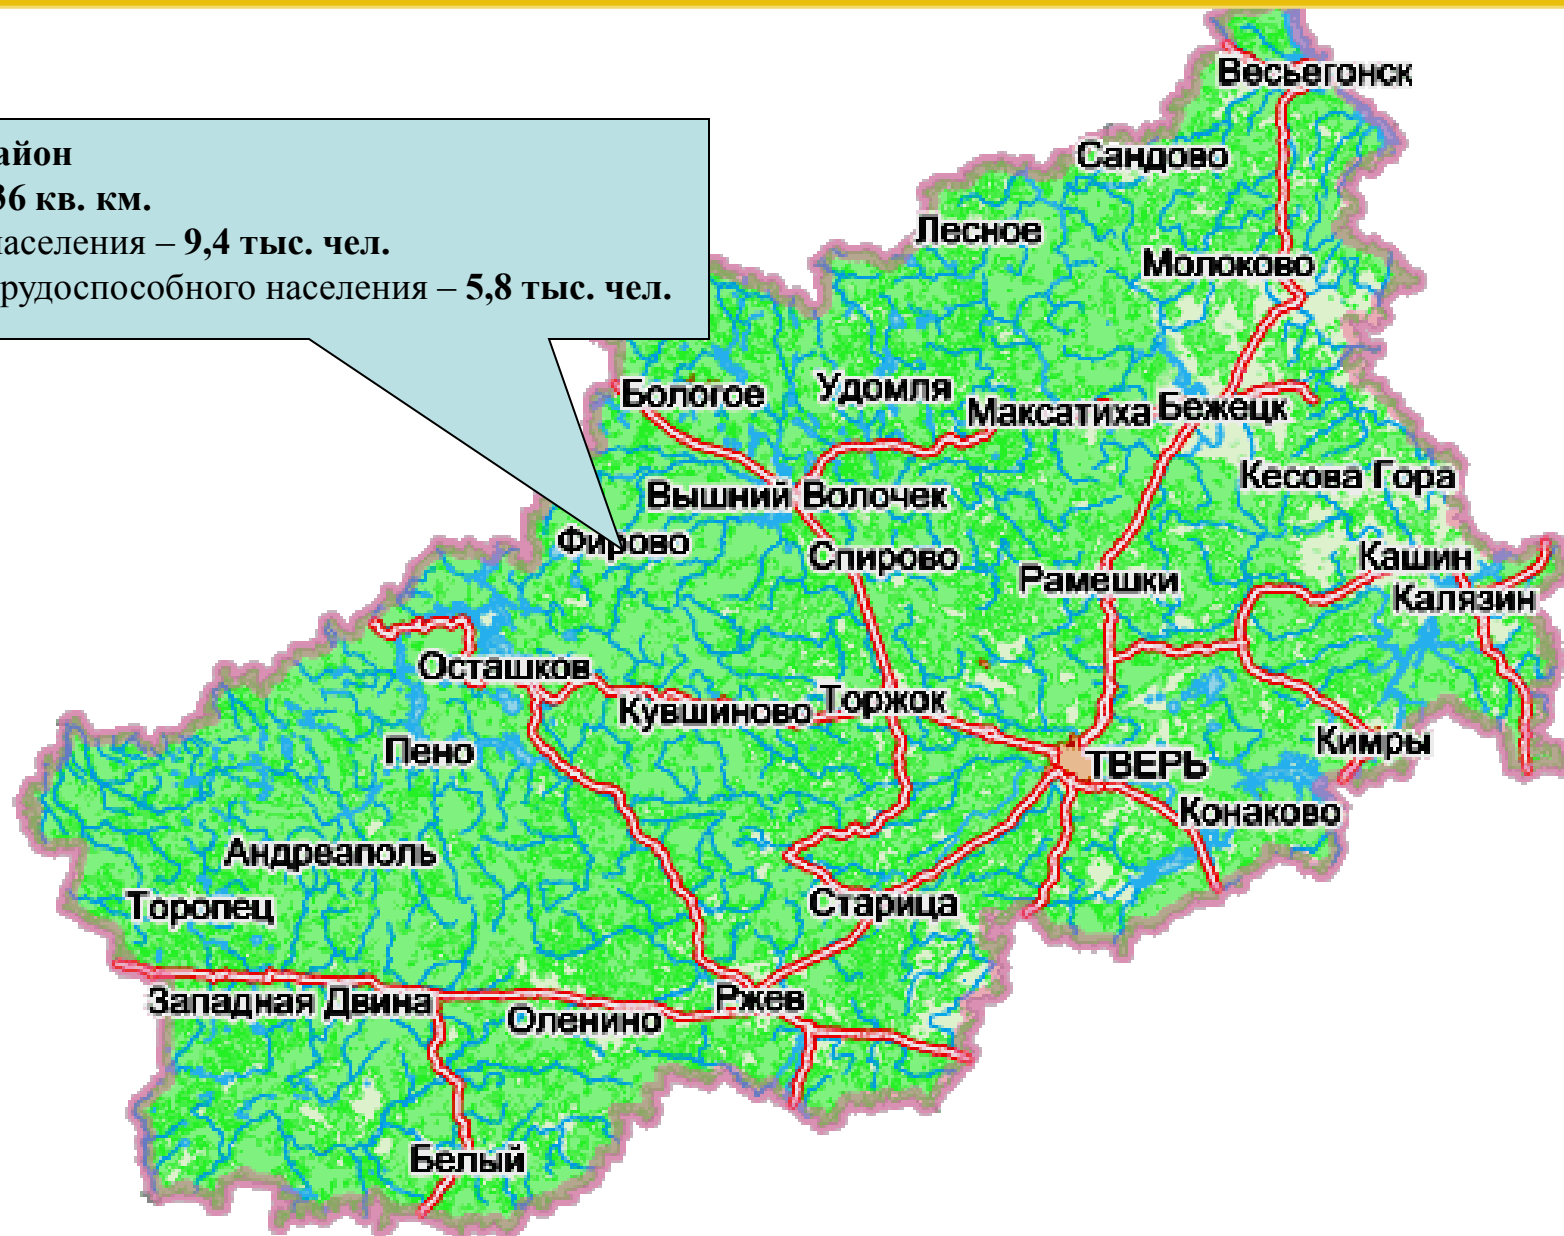 айон
36 кв. км.
населения – 9,4 тыс. чел.
рудоспособного населения – 5,8 тыс. чел.
Весьегонск
Сандово
Лесное
Молоково
Бологое
Удомля
Максатиха
Бежецк
Кесова Гора
Вышний Волочек
Фирово
Спирово
Кашин
Рамешки
Калязин
Осташков
Торжок
Кувшиново
Кимры
Пено
ТВЕРЬ
Конаково
Андреаполь
Торопец
Старица
Западная Двина
Ржев
Оленино
Белый